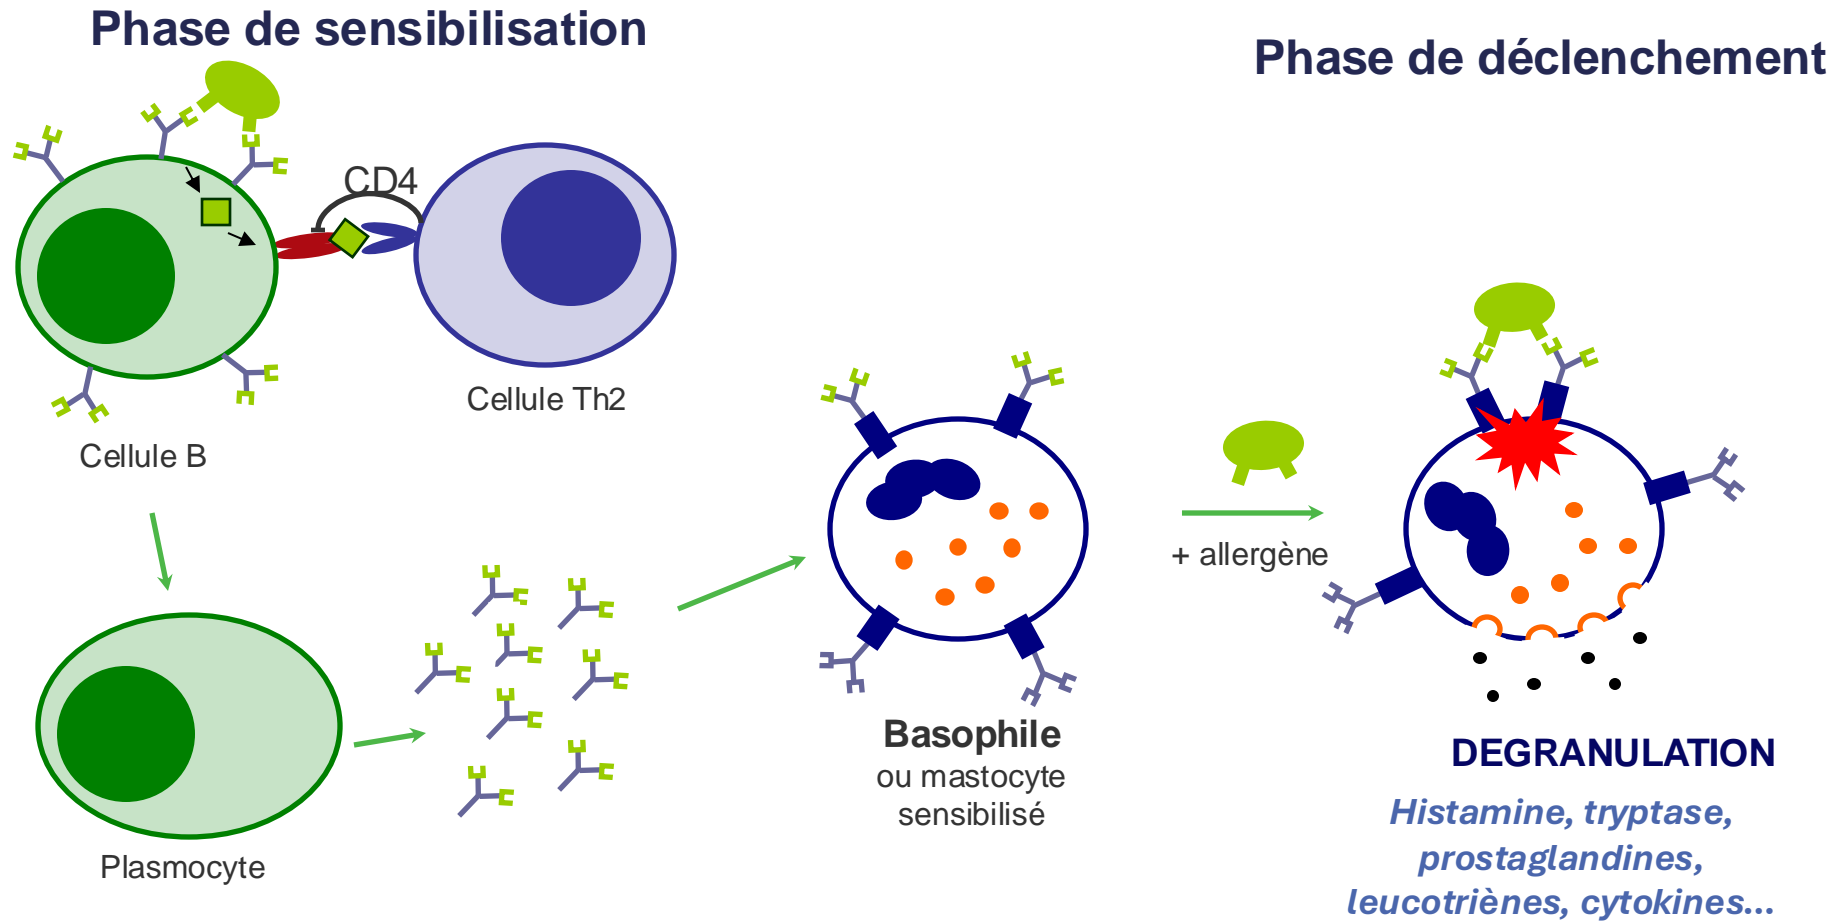 Phase de sensibilisation
Phase de déclenchement
CD4
Cellule Th2
Cellule B
+ allergène
Basophile
ou mastocyte
sensibilisé
Plasmocyte
DEGRANULATION
Histamine, tryptase,
prostaglandines,
leucotriènes, cytokines...